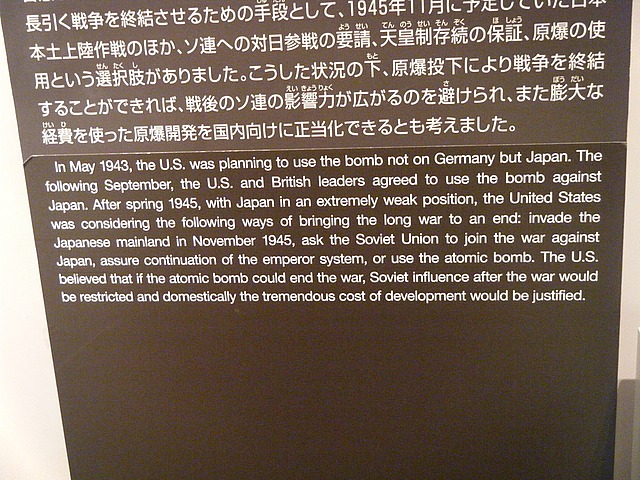 長引く戦争を終結させるための手段として、1945年11月に予定していた日本
本土上陸作戦のほか、ソ連への対日参戦の要請、天皇制存続の保証、原爆の使
用という選択肢がありました。こうした状況の下、原爆投下により戦争を終結
することができれば、戦後のソ連の影響力が広がるのを避けられ、また膨大な
経費を使った原爆開発を国内向けに正当化できるとも考えました。
In May 1943, the U.S. was planning to use the bomb not on Germany but Japan. The
following September, the U.S. and British leaders agreed to use the bomb against
Japan. After spring 1945, with Japan in an extremely weak position, the United States
was considering the following ways of bringing the long war to an end: invade the
Japanese mainland in November 1945, ask the Soviet Union to join the war against
Japan, assure continuation of the emperor system, or use the atomic bomb. The U.S.
believed that if the atomic bomb could end the war, Soviet influence after the war would
be restricted and domestically the tremendous cost of development would be justified.